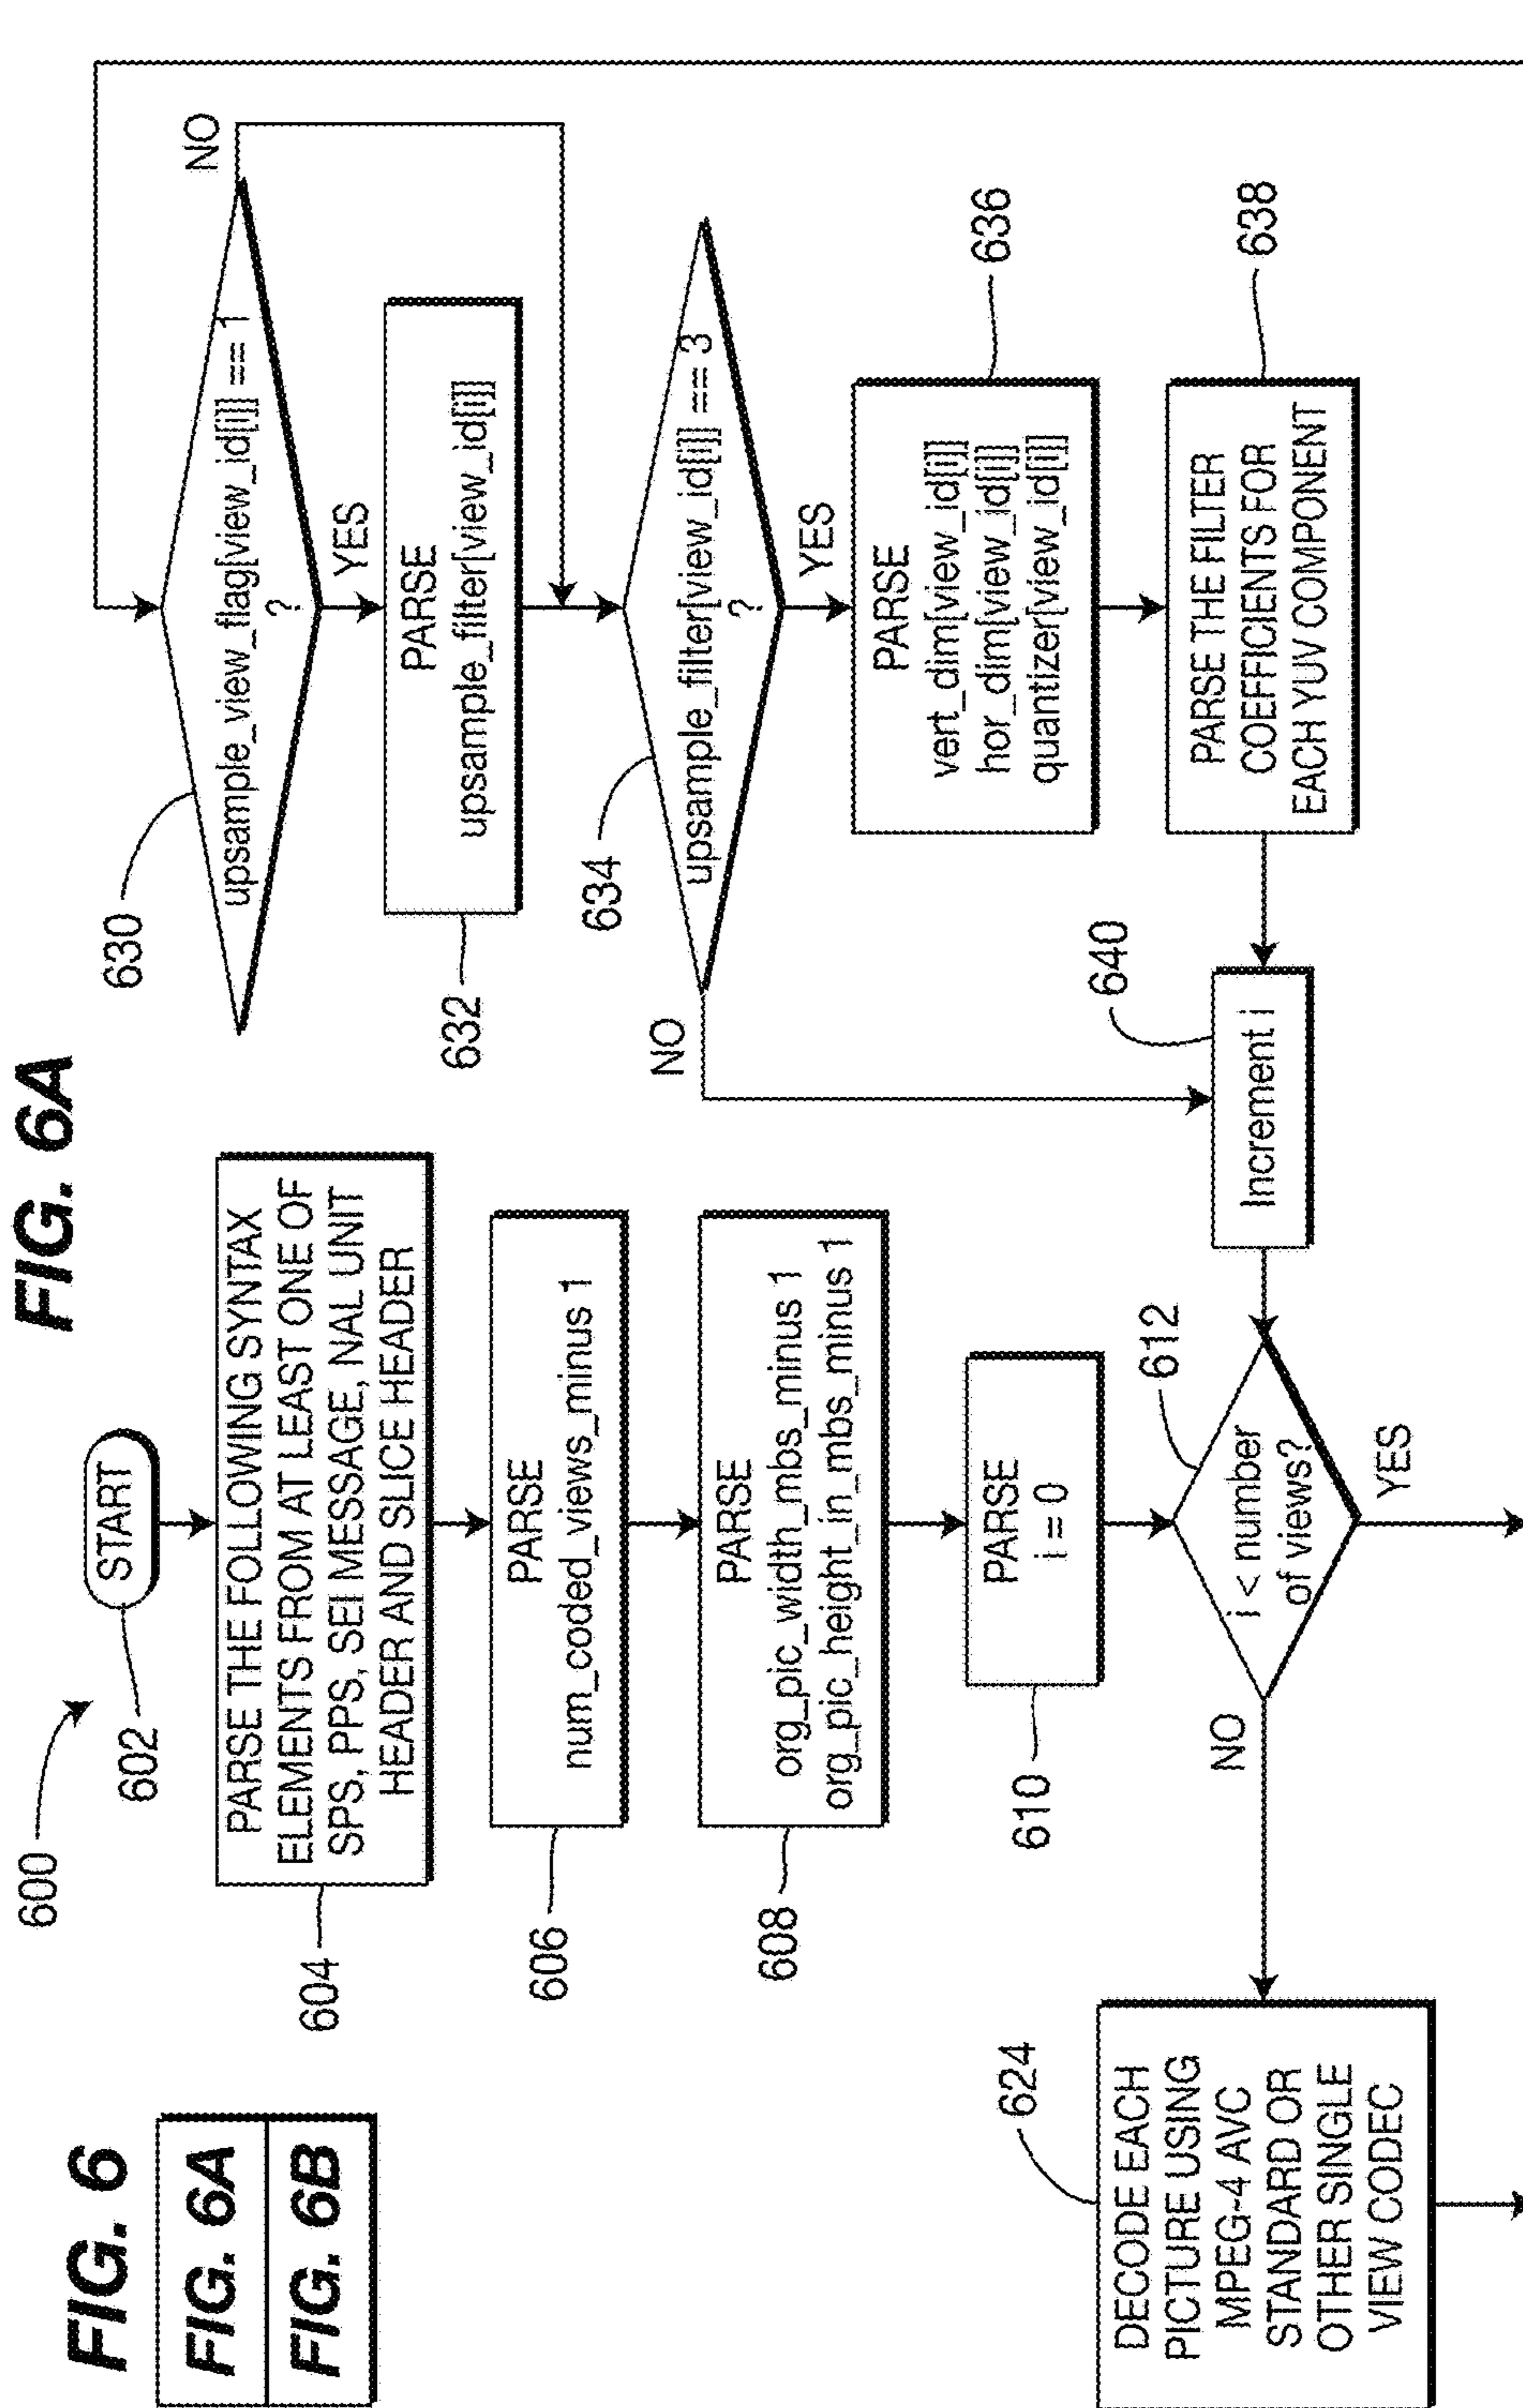 FIG. 6
FIG. 6A
FIG. 6B
FIG. 6A
600
602
START
604
PARSE THE FOLLOWING SYNTAX
ELEMENTS FROM AT LEAST ONE OF
SPS, PPS, SEI MESSAGE, NAL UNIT
HEADER AND SLICE HEADER
606
PARSE
num_coded_views_minus 1
608
PARSE
org_pic_width_mbs_minus 1
org_pic_height_in_mbs_minus 1
610
PARSE
i = 0
612
i < number
of views?
NO
YES
624
DECODE EACH
PICTURE USING
MPEG-4 AVC
STANDARD OR
OTHER SINGLE
VIEW CODEC
630
upsample_view_flag[view_id[i]] == 1
?
NO
YES
632
PARSE
upsample_filter[view_id[i]]
634
upsample_filter[view_id[i]] == 3
?
NO
YES
636
PARSE
vert_dim[view_id[i]]
hor_dim[view_id[i]]
quantizer[view_id[i]]
638
PARSE THE FILTER
COEFFICIENTS FOR
EACH YUV COMPONENT
640
Increment i